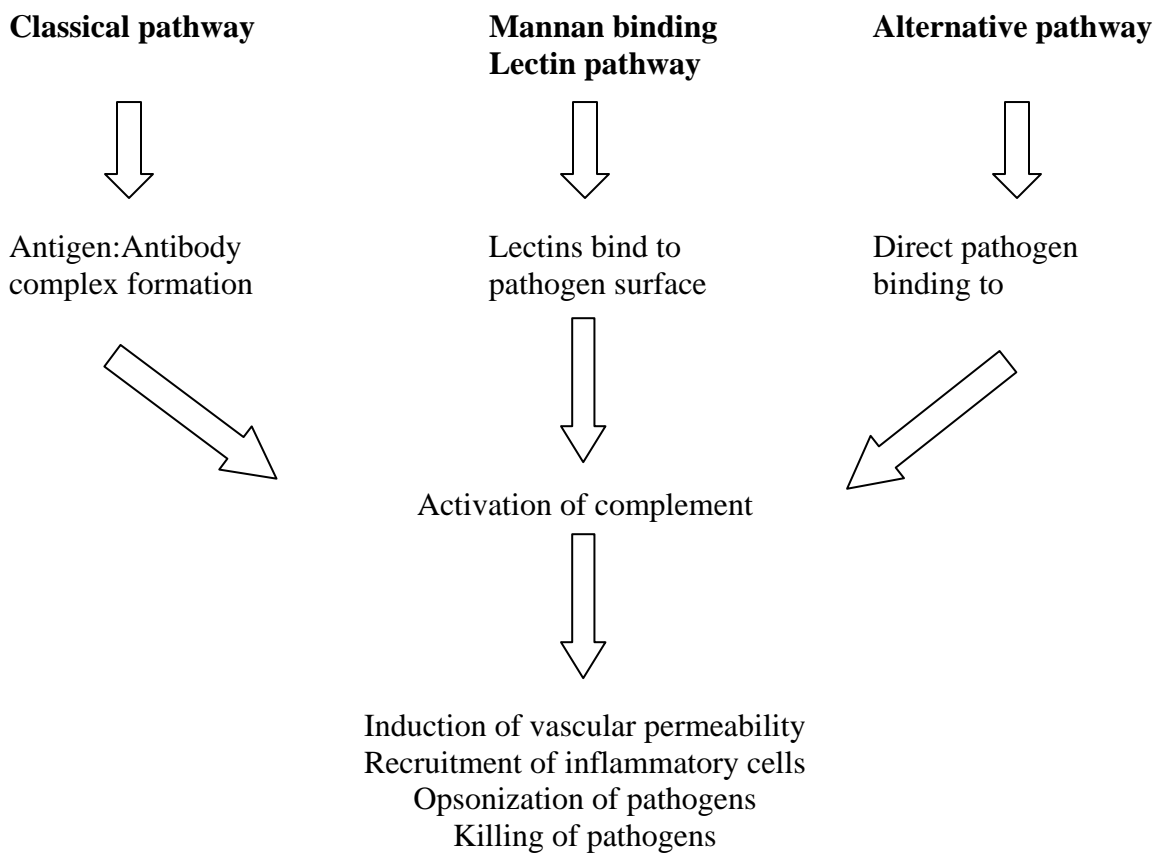 Classical pathway
Mannan binding
Lectin pathway
Alternative pathway
Antigen:Antibody
complex formation
Lectins bind to
pathogen surface
Direct pathogen
binding to
Activation of complement
Induction of vascular permeability
Recruitment of inflammatory cells
Opsonization of pathogens
Killing of pathogens